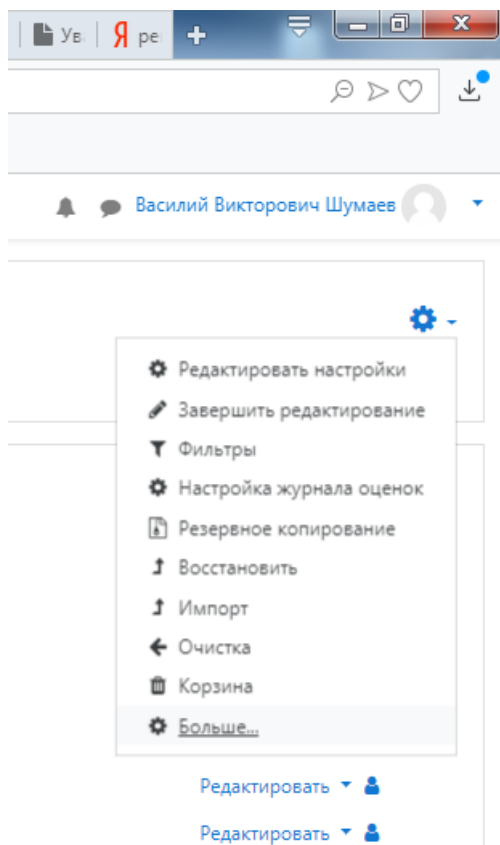 Ув Я ре
Василий Викторович Шумаев
Редактировать настройки
Завершить редактирование
Фильтры
Настройка журнала оценок
Резервное копирование
Восстановить
Импорт
Очистка
Корзина
Больше...
Редактировать
Редактировать